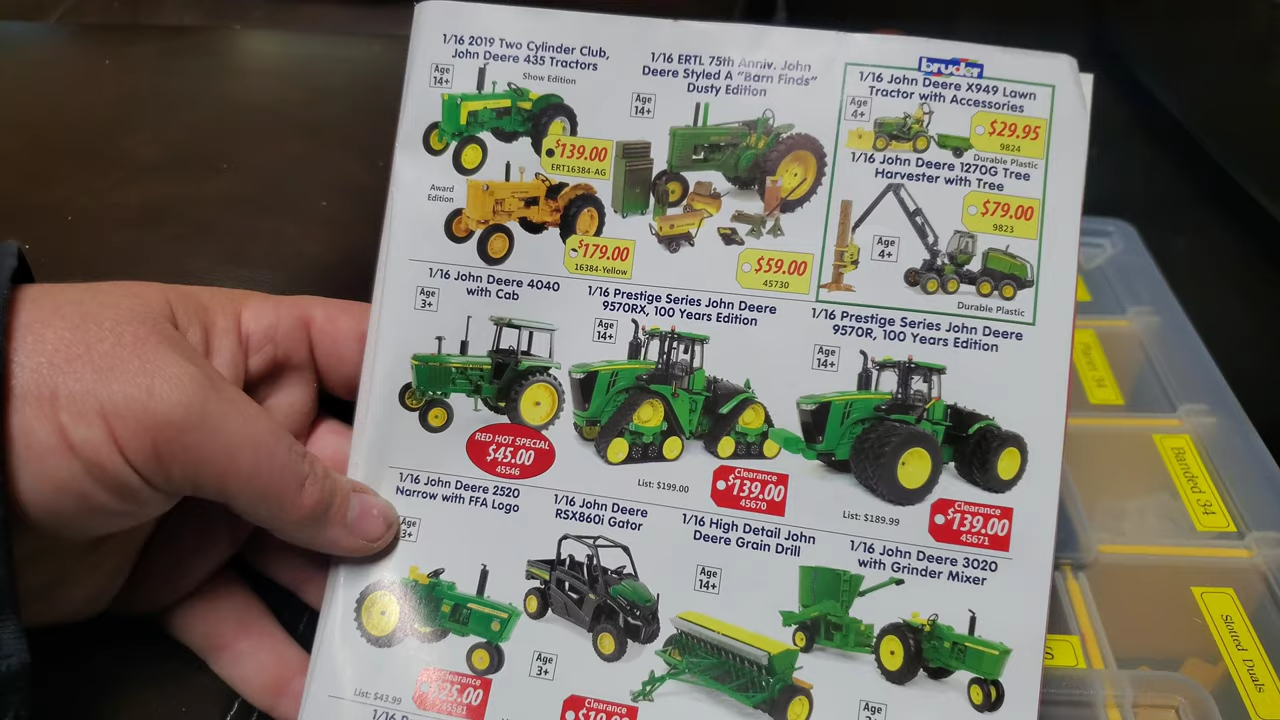 1/16 2019 Two Cylinder Club,
John Deere 435 Tractors
Age
14+
Show Edition
$139.00
ERT16384-AG
Award
Edition
$179.00
16384-Yellow
1/16 ERTL 75th Anniv. John
Deere Styled A "Barn Finds"
Dusty Edition
Age
14+
$59.00
45730
bruder
1/16 John Deere X949 Lawn
Tractor with Accessories
Age
4+
$29.95
9824
Durable Plastic
1/16 John Deere 1270G Tree
Harvester with Tree
$79.00
9823
Age
4+
Durable Plastic
1/16 John Deere 4040
with Cab
Age
3+
RED HOT SPECIAL
$45.00
45546
1/16 Prestige Series John Deere
9570RX, 100 Years Edition
Age
14+
List: $199.00
Clearance
$139.00
45670
1/16 Prestige Series John Deere
9570R, 100 Years Edition
Age
14+
List: $189.99
Clearance
$139.00
45671
1/16 John Deere 2520
Narrow with FFA Logo
Age
3+
List: $43.99
Clearance
$25.00
45581
1/16 John Deere
RSX860i Gator
Age
3+
Clearance
1/16 High Detail John
Deere Grain Drill
Age
14+
1/16 John Deere 3020
with Grinder Mixer
Age
Banded 34
Slotted Duals